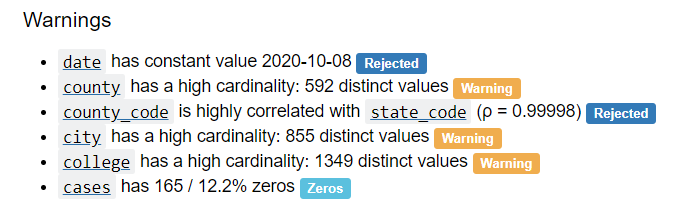 Warnings
• date has constant value 2020-10-08 Rejected
• county has a high cardinality: 592 distinct values Warning
• county_code is highly correlated with state_code (ρ = 0.99998) Rejected
• city has a high cardinality: 855 distinct values Warning
• college has a high cardinality: 1349 distinct values Warning
• cases has 165 / 12.2% zeros Zeros